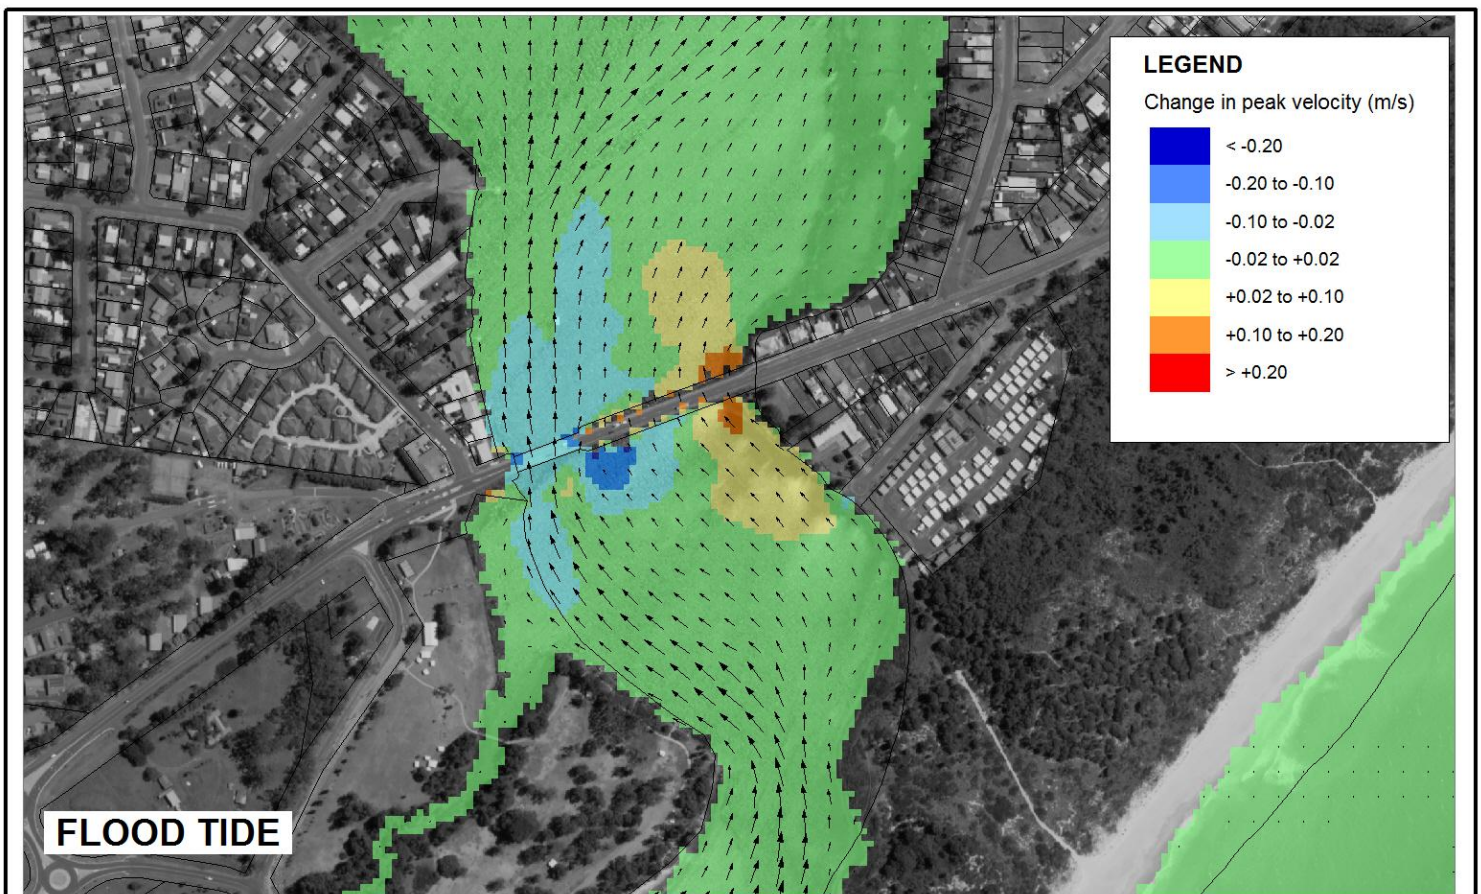 LEGEND
Change in peak velocity (m/s)
< -0.20
-0.20 to -0.10
-0.10 to -0.02
-0.02 to +0.02
+0.02 to +0.10
+0.10 to +0.20
> +0.20
FLOOD TIDE